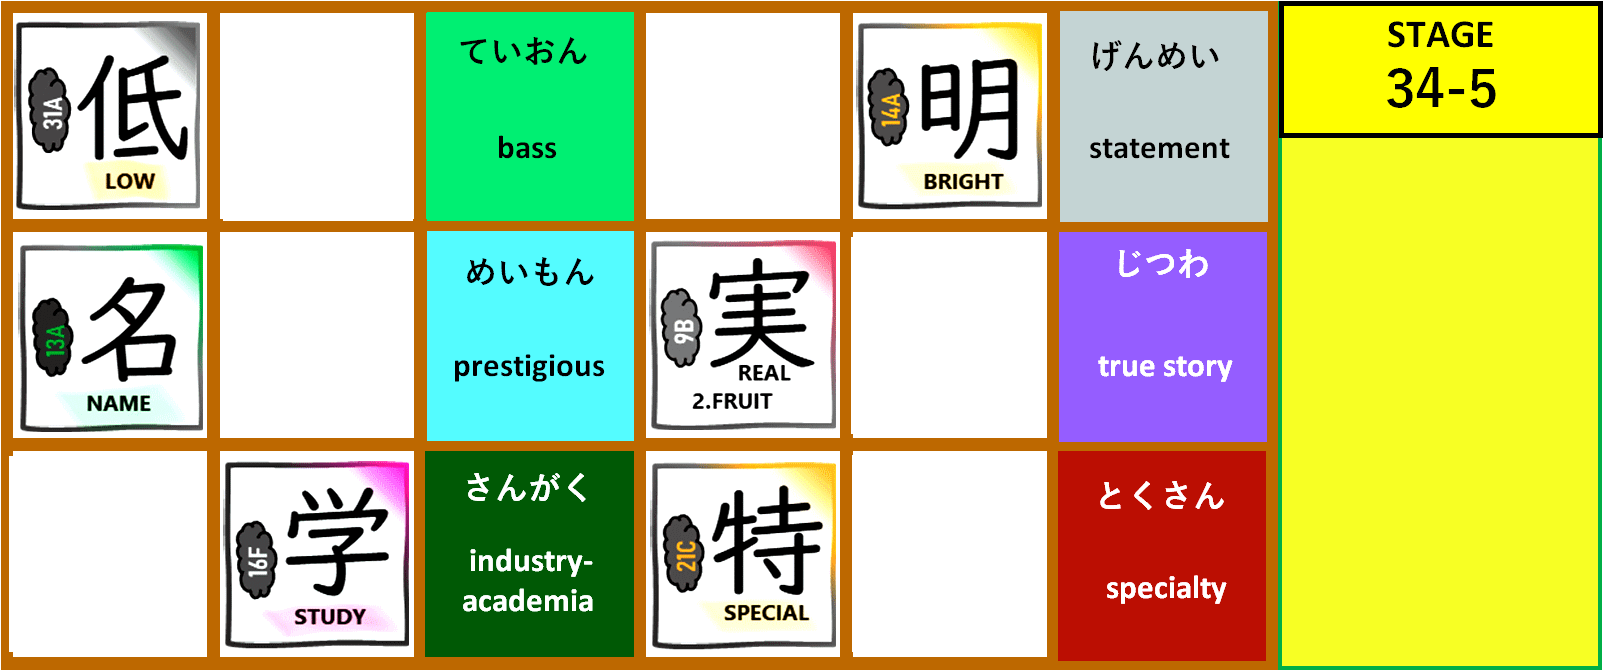 31A
低
LOW
ていおん
bass
14A
明
BRIGHT
げんめい
statement
STAGE
34-5
13A
名
NAME
めいもん
prestigious
9B
実
REAL
2.FRUIT
じつわ
true story
16F
学
STUDY
さんがく
industry-
academia
21C
特
SPECIAL
とくさん
specialty